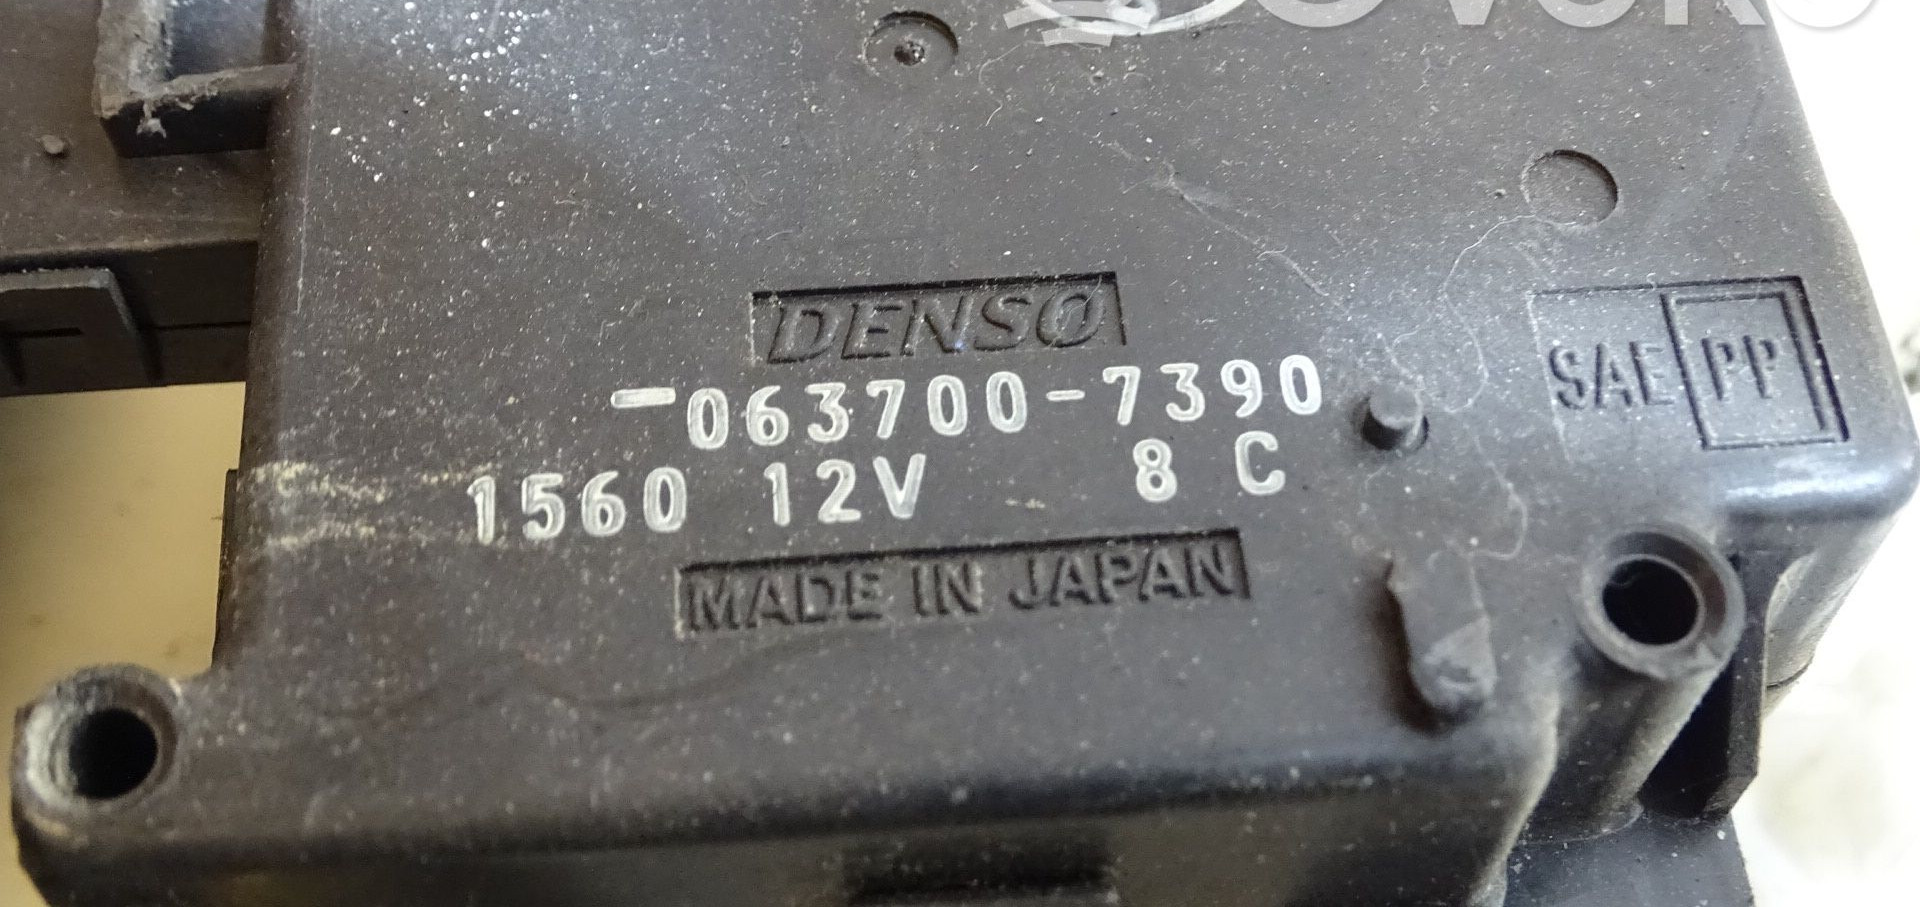 DENSO
-063700-7390
1560 12V 8 C
MADE IN JAPAN
SAE PP